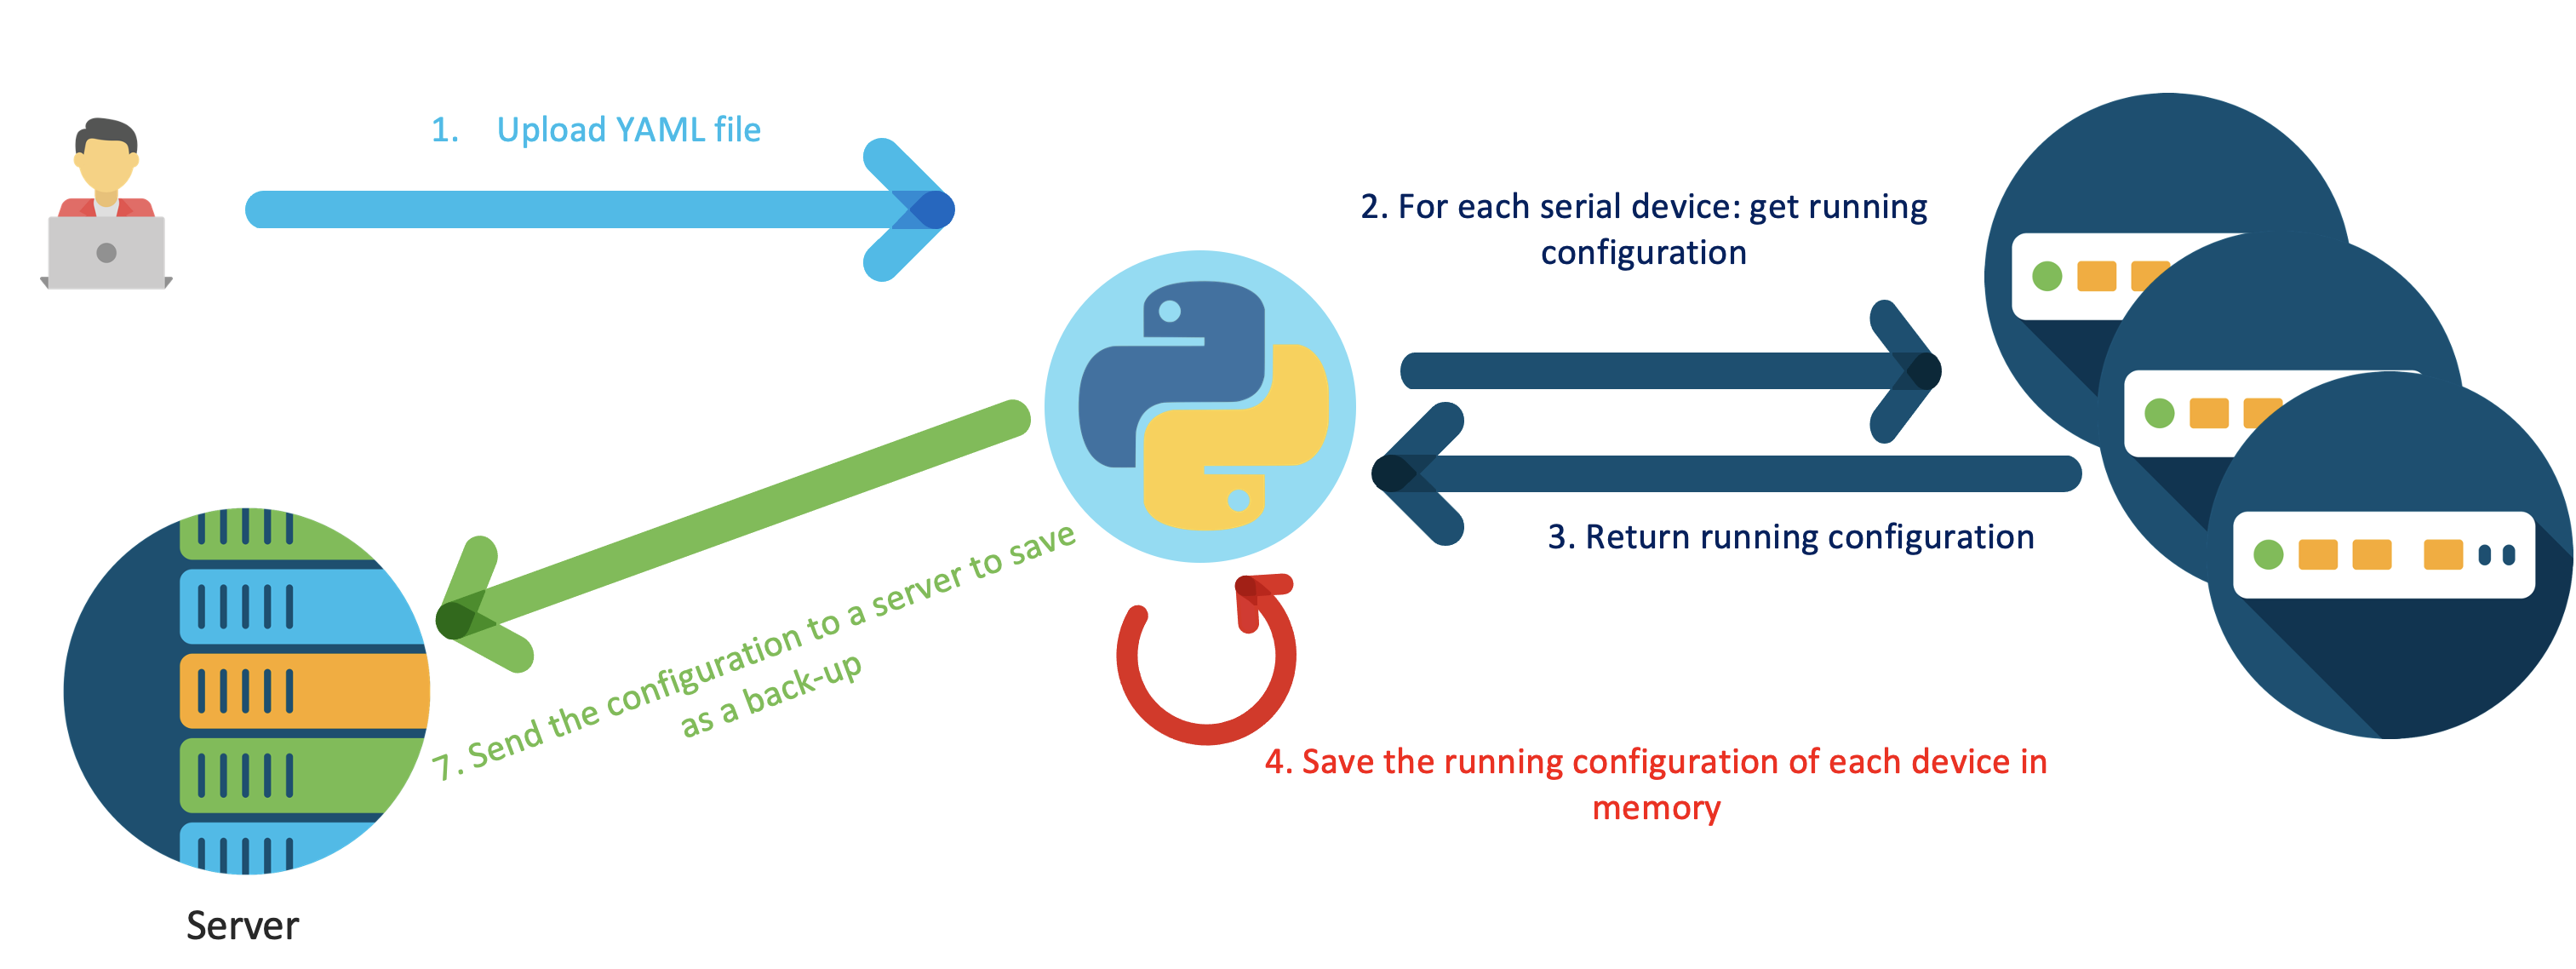 1. Upload YAML file
2. For each serial device: get running
configuration
3. Return running configuration
4. Save the running configuration of each device in
memory
7. Send the configuration to a server to save
as a back-up
Server